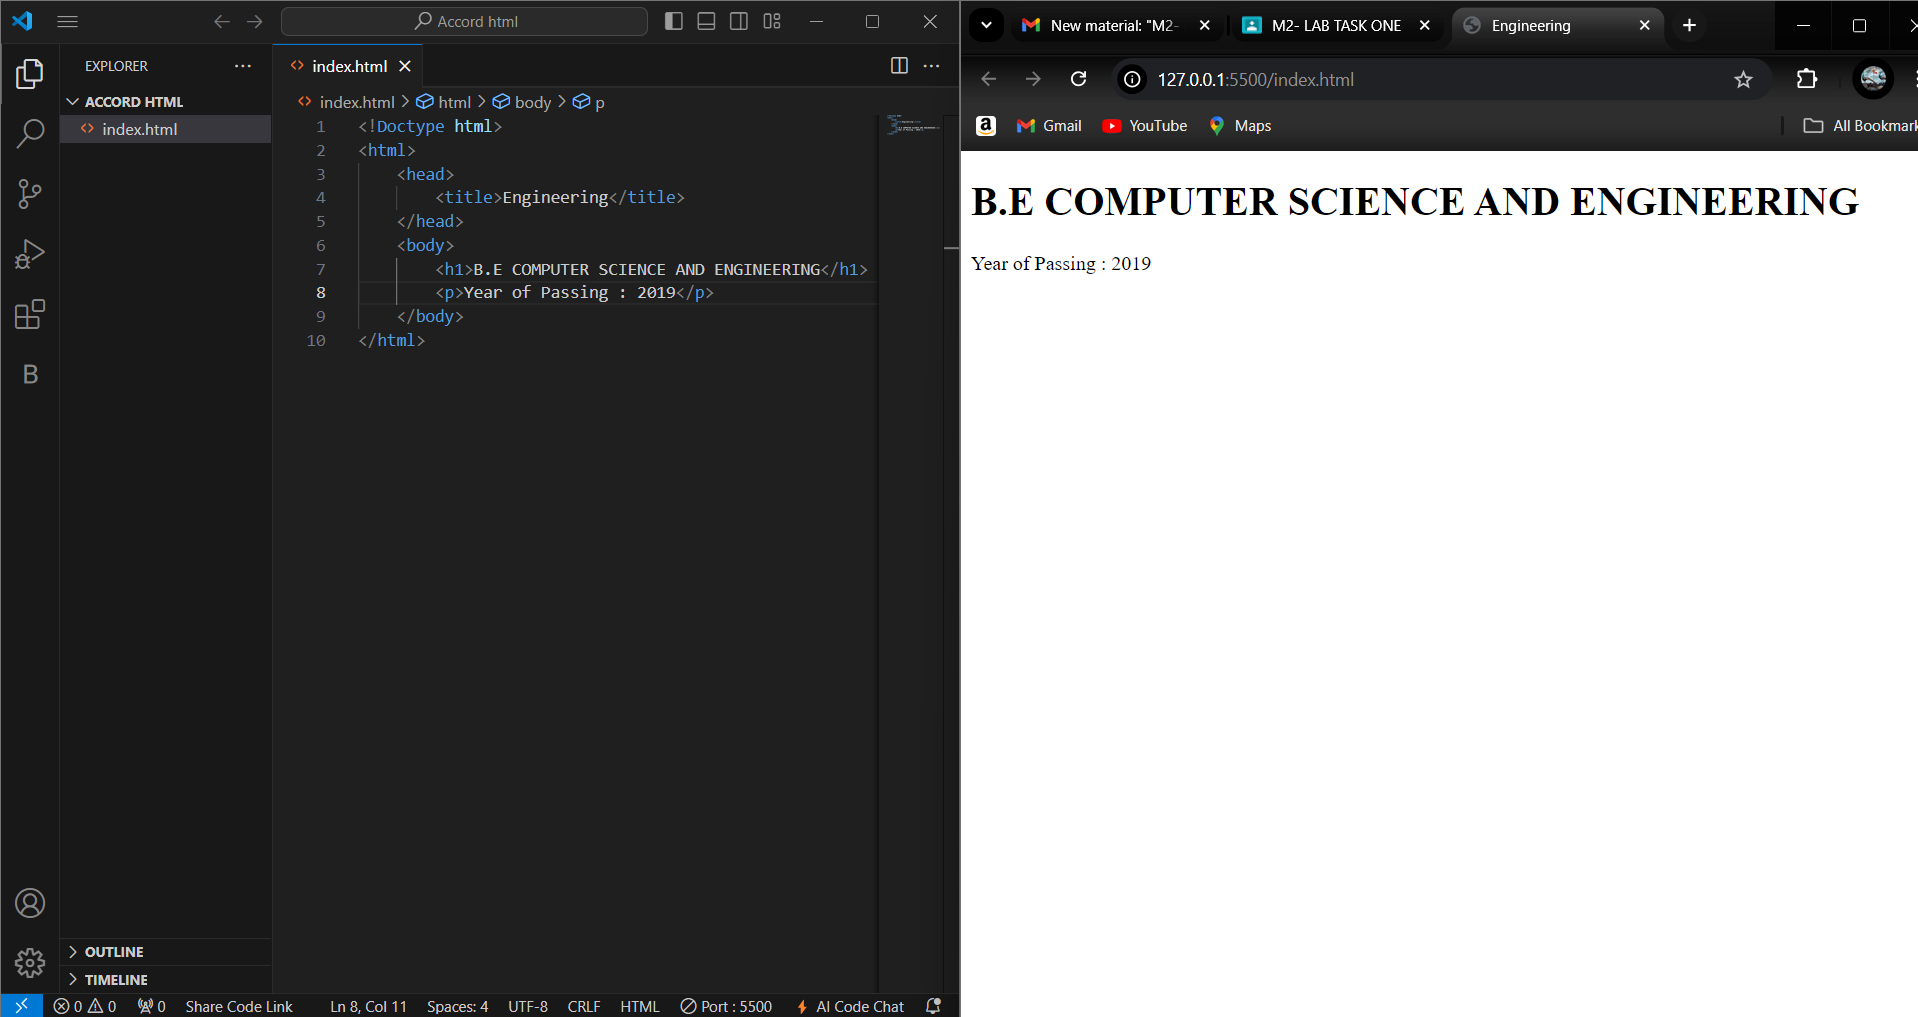 Accord html
EXPLORER
ACCORD HTML
index.html
OUTLINE
TIMELINE
index.html
index.html > html > body > p
1 <!Doctype html>
2 <html>
3 <head>
4 <title>Engineering</title>
5 </head>
6 <body>
7 <h1>B.E COMPUTER SCIENCE AND ENGINEERING</h1>
8 <p>Year of Passing : 2019</p>
9 </body>
10 </html>
B
0 0 0 Share Code Link Ln 8, Col 11 Spaces: 4 UTF-8 CRLF HTML Port : 5500 AI Code Chat
New material: "M2- M2- LAB TASK ONE Engineering
127.0.0.1:5500/index.html
Gmail YouTube Maps All Bookmark
B.E COMPUTER SCIENCE AND ENGINEERING
Year of Passing : 2019